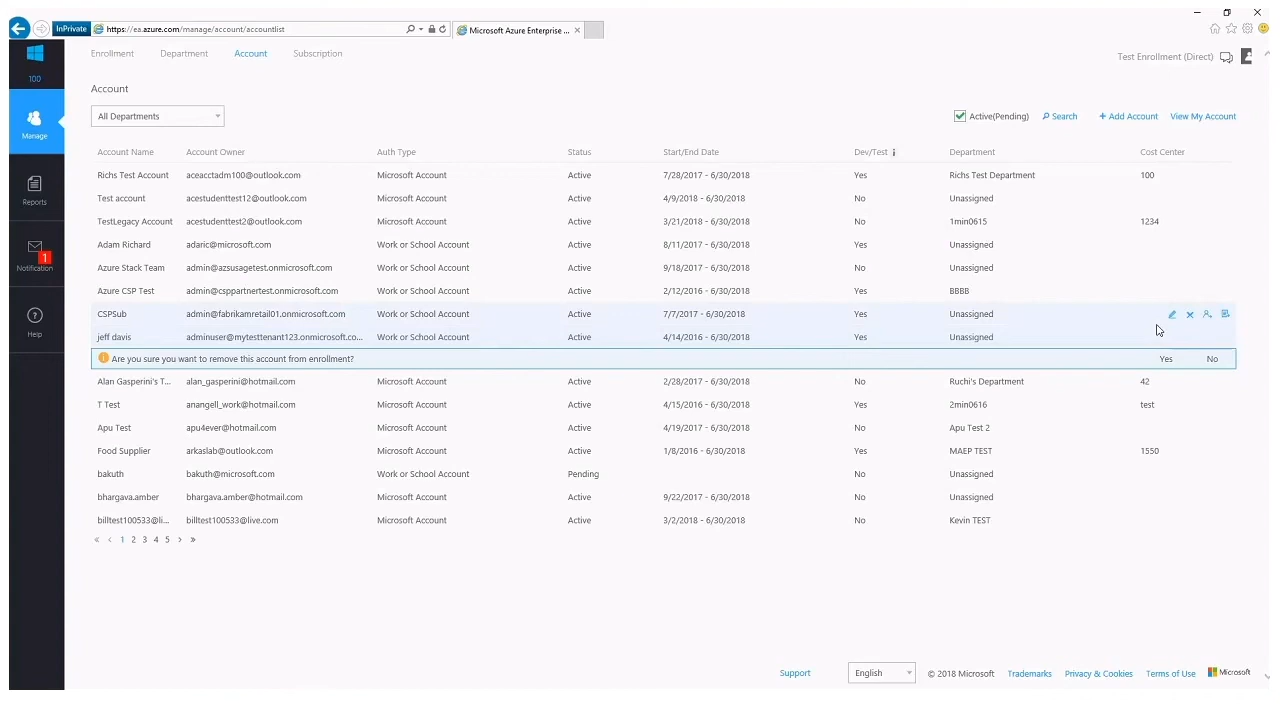 InPrivate https://ea.azure.com/manage/account/accountlist Microsoft Azure Enterprise ...
100
Manage
Reports
1
Notification
Help
Enrollment Department Account Subscription
Test Enrollment (Direct)
Account
All Departments
Active(Pending) Search + Add Account View My Account
Account Name Account Owner Auth Type Status Start/End Date Dev/Test i Department Cost Center
Richs Test Account aceacctadm100@outlook.com Microsoft Account Active 7/28/2017 - 6/30/2018 Yes Richs Test Department 100
Test account acestudenttest12@outlook.com Microsoft Account Active 4/9/2018 - 6/30/2018 No Unassigned
TestLegacy Account acestudenttest2@outlook.com Microsoft Account Active 3/21/2018 - 6/30/2018 No 1min0615 1234
Adam Richard adaric@microsoft.com Work or School Account Active 8/11/2017 - 6/30/2018 Yes Unassigned
Azure Stack Team admin@azsusagetest.onmicrosoft.com Work or School Account Active 9/18/2017 - 6/30/2018 No Unassigned
Azure CSP Test admin@csppartnertest.onmicrosoft.com Work or School Account Active 2/12/2016 - 6/30/2018 Yes BBBB
CSPSub admin@fabrikamretail01.onmicrosoft.com Work or School Account Active 7/7/2017 - 6/30/2018 Yes Unassigned
jeff davis adminuser@mytesttenant123.onmicrosoft.co... Work or School Account Active 4/14/2016 - 6/30/2018 Yes Unassigned
Are you sure you want to remove this account from enrollment? Yes No
Alan Gasperini's T... alan_gasperini@hotmail.com Microsoft Account Active 2/28/2017 - 6/30/2018 No Ruchi's Department 42
T Test anangell_work@hotmail.com Microsoft Account Active 4/15/2016 - 6/30/2018 Yes 2min0616 test
Apu Test apu4ever@hotmail.com Microsoft Account Active 4/19/2017 - 6/30/2018 No Apu Test 2
Food Supplier arkaslab@outlook.com Microsoft Account Active 1/8/2016 - 6/30/2018 Yes MAEP TEST 1550
bakuth bakuth@microsoft.com Work or School Account Pending No Unassigned
bhargava.amber bhargava.amber@hotmail.com Microsoft Account Active 9/22/2017 - 6/30/2018 No Unassigned
billtest100533@li... billtest100533@live.com Microsoft Account Active 3/2/2018 - 6/30/2018 No Kevin TEST
« ‹ 1 2 3 4 5 › »
Support English © 2018 Microsoft Trademarks Privacy & Cookies Terms of Use Microsoft